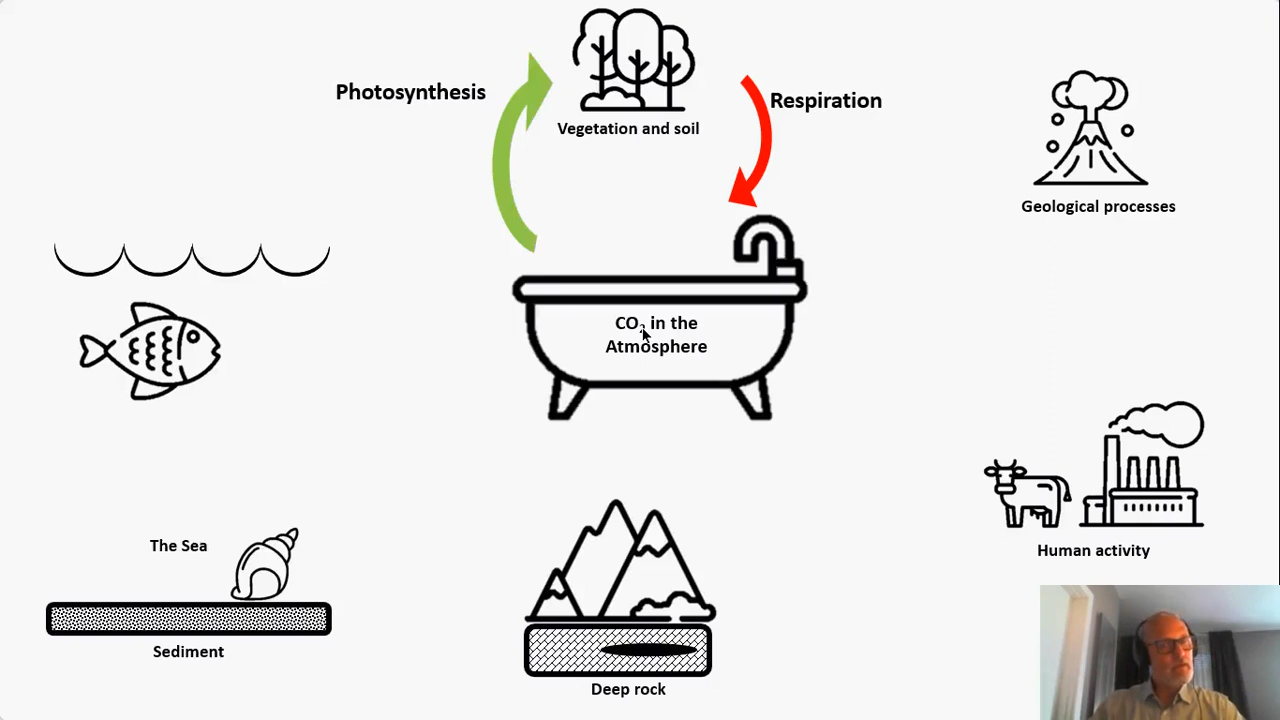 Photosynthesis
Respiration
Vegetation and soil
Geological processes
CO₂ in the
Atmosphere
The Sea
Human activity
Sediment
Deep rock